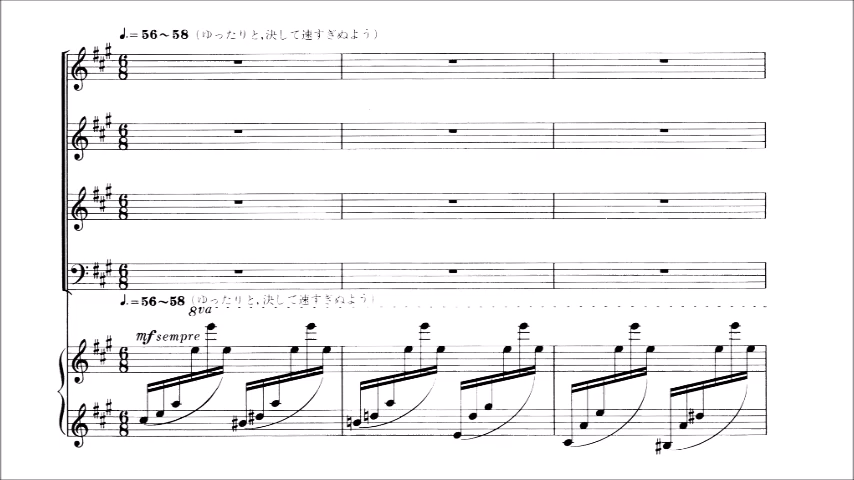 ♩.= 56〜58 (ゆったりと,決して速すぎぬよう)
♩.=56〜58 (ゆったりと,決して速すぎぬよう)
8va
mf sempre